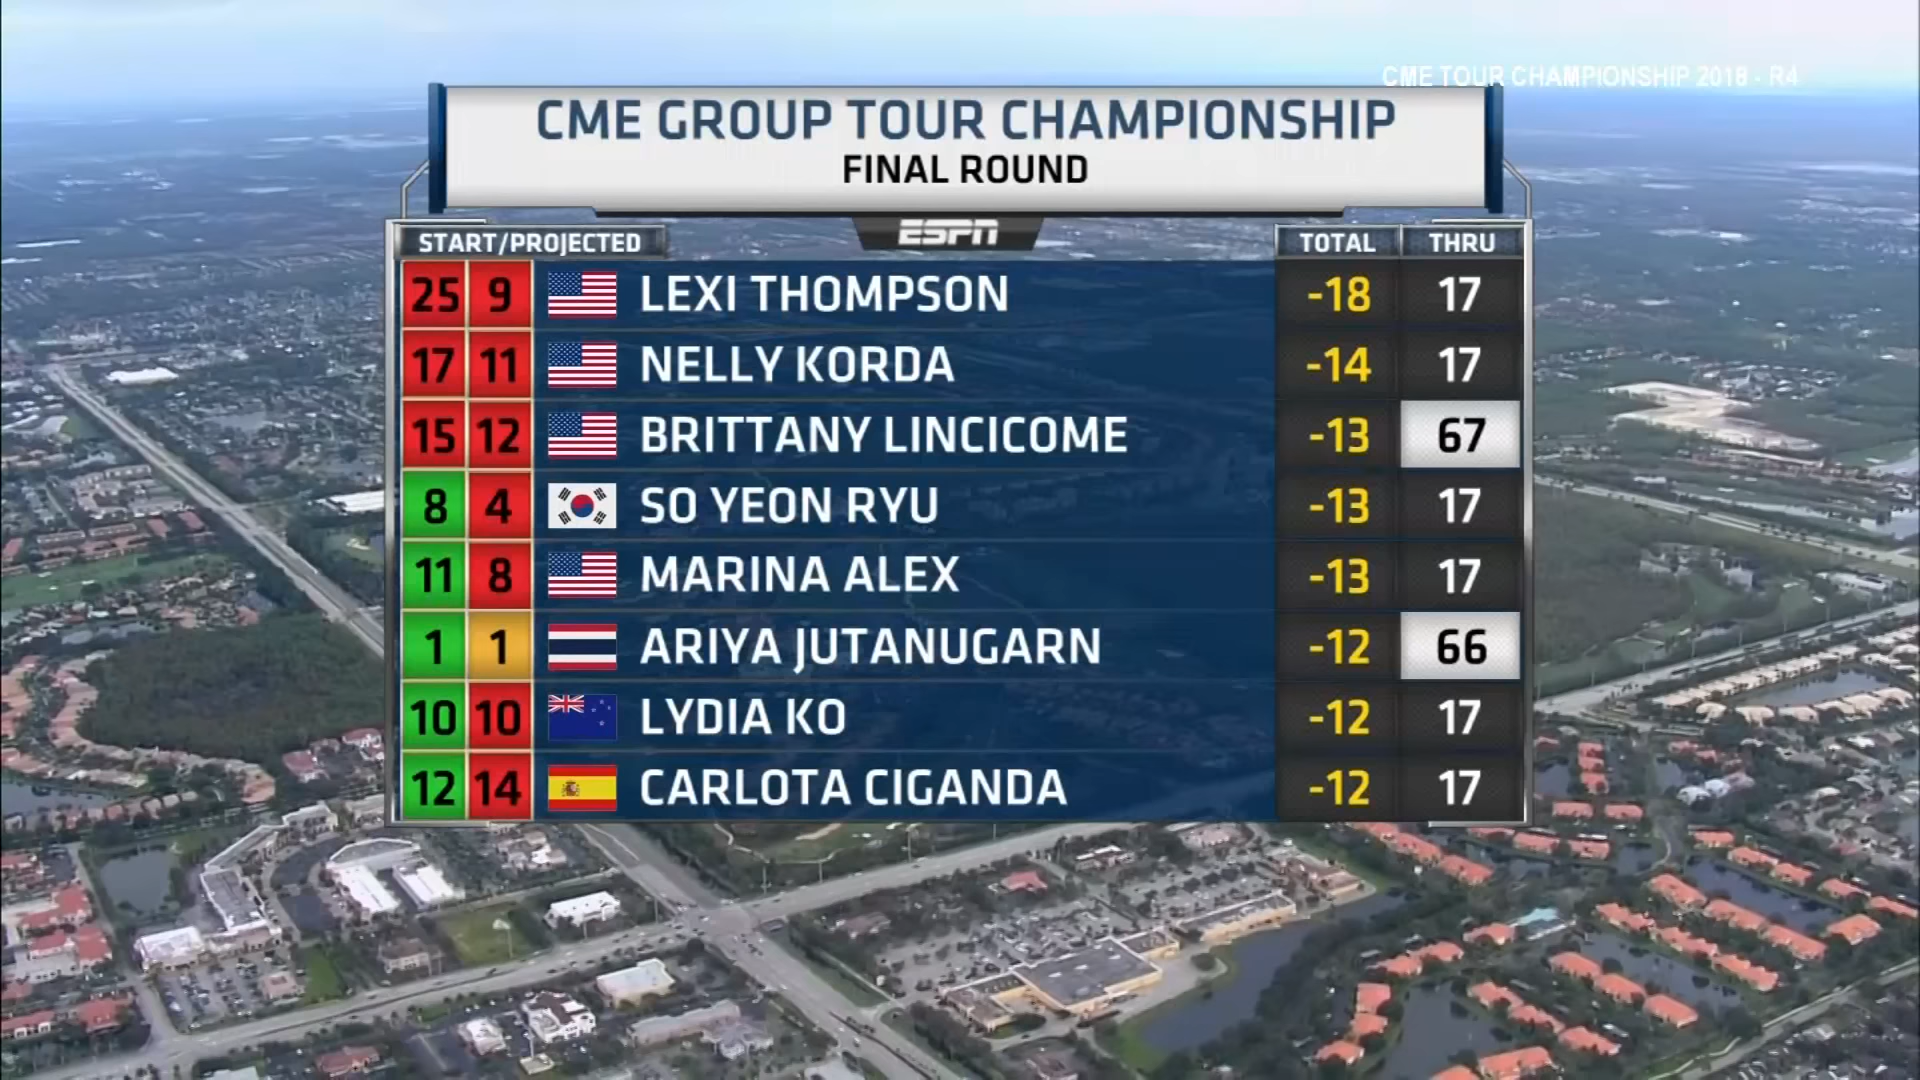 CME TOUR CHAMPIONSHIP 2018 - R4
CME GROUP TOUR CHAMPIONSHIP
FINAL ROUND
ESPN
START/PROJECTED TOTAL THRU
25 9 LEXI THOMPSON -18 17
17 11 NELLY KORDA -14 17
15 12 BRITTANY LINCICOME -13 67
8 4 SO YEON RYU -13 17
11 8 MARINA ALEX -13 17
1 1 ARIYA JUTANUGARN -12 66
10 10 LYDIA KO -12 17
12 14 CARLOTA CIGANDA -12 17